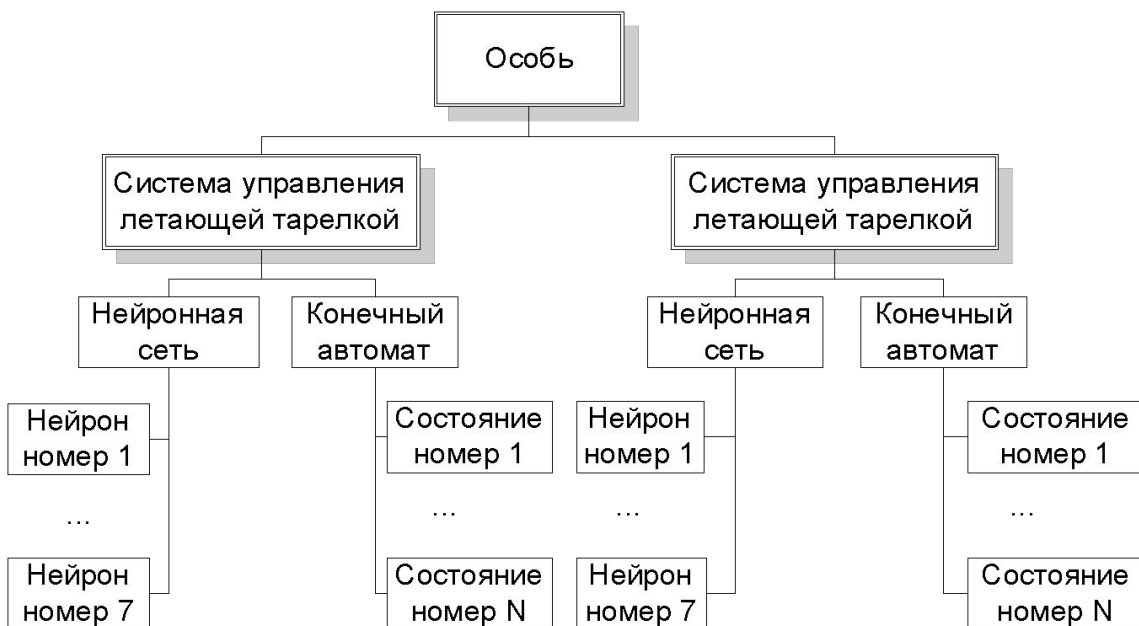 Особь
Система управления
летающей тарелкой
Система управления
летающей тарелкой
Нейронная
сеть
Конечный
автомат
Нейронная
сеть
Конечный
автомат
Нейрон
номер 1
Состояние
номер 1
Нейрон
номер 1
Состояние
номер 1
...
...
...
...
Нейрон
номер 7
Состояние
номер N
Нейрон
номер 7
Состояние
номер N